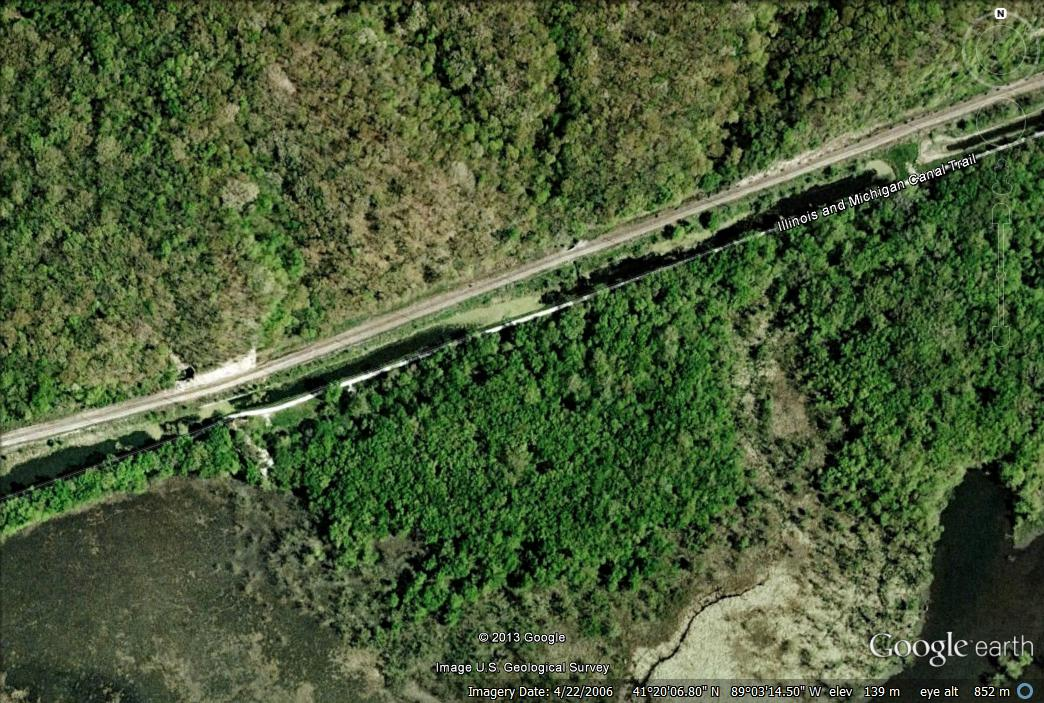 N
Illinois and Michigan Canal Trail
© 2013 Google
Google earth
Image U.S. Geological Survey
Imagery Date: 4/22/2006 41°20'06.80" N 89°03'14.50" W elev 139 m eye alt 852 m